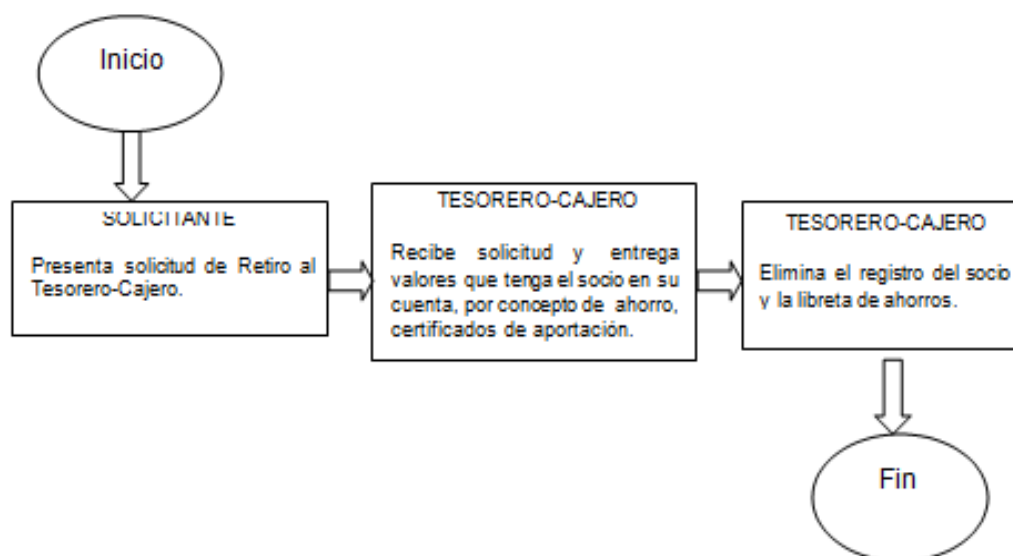 Inicio
SOLICITANTE
Presenta solicitud de Retiro al
Tesorero-Cajero.
TESORERO-CAJERO
Recibe solicitud y entrega
valores que tenga el socio en su
cuenta, por concepto de ahorro,
certificados de aportación.
TESORERO-CAJERO
Elimina el registro del socio
y la libreta de ahorros.
Fin